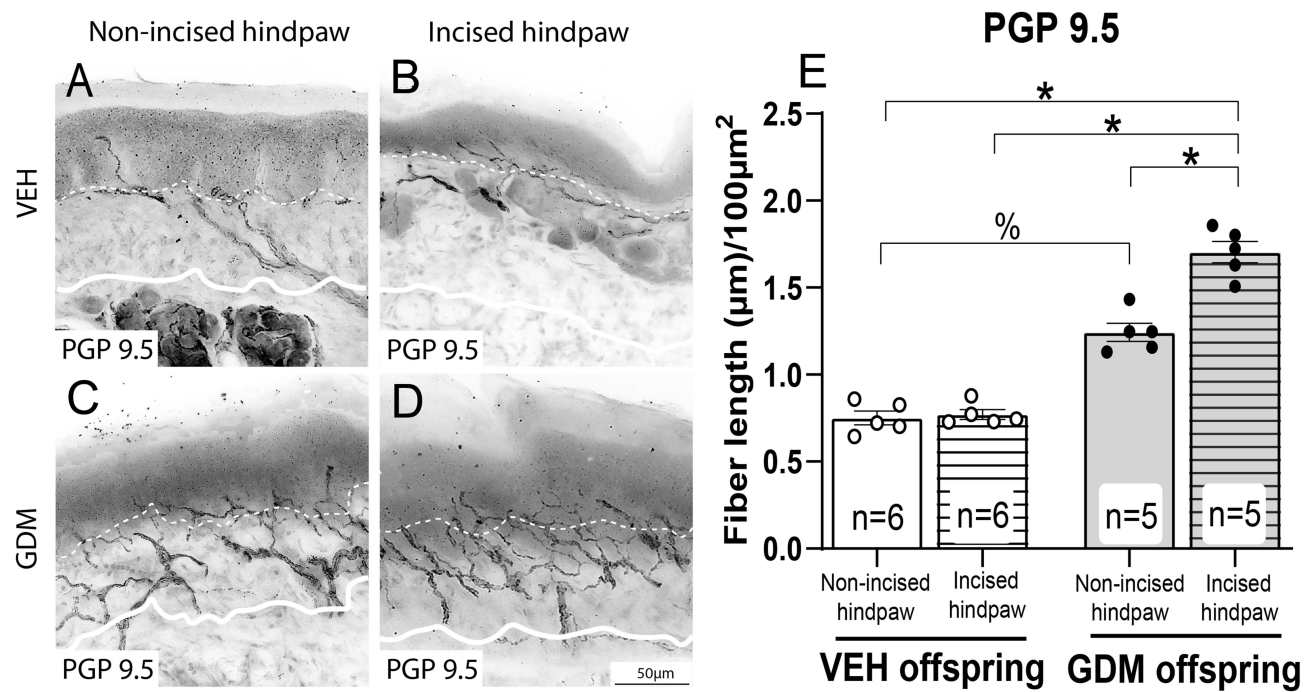 Non-incised hindpaw
Incised hindpaw
VEH
A
PGP 9.5
B
PGP 9.5
GDM
C
PGP 9.5
D
PGP 9.5
50µm
PGP 9.5
E
Fiber length (µm)/100µm²
2.5
2.0
1.5
1.0
0.5
0.0
*
*
*
%
n=6
n=6
n=5
n=5
Non-incised
hindpaw
Incised
hindpaw
Non-incised
hindpaw
Incised
hindpaw
VEH offspring
GDM offspring